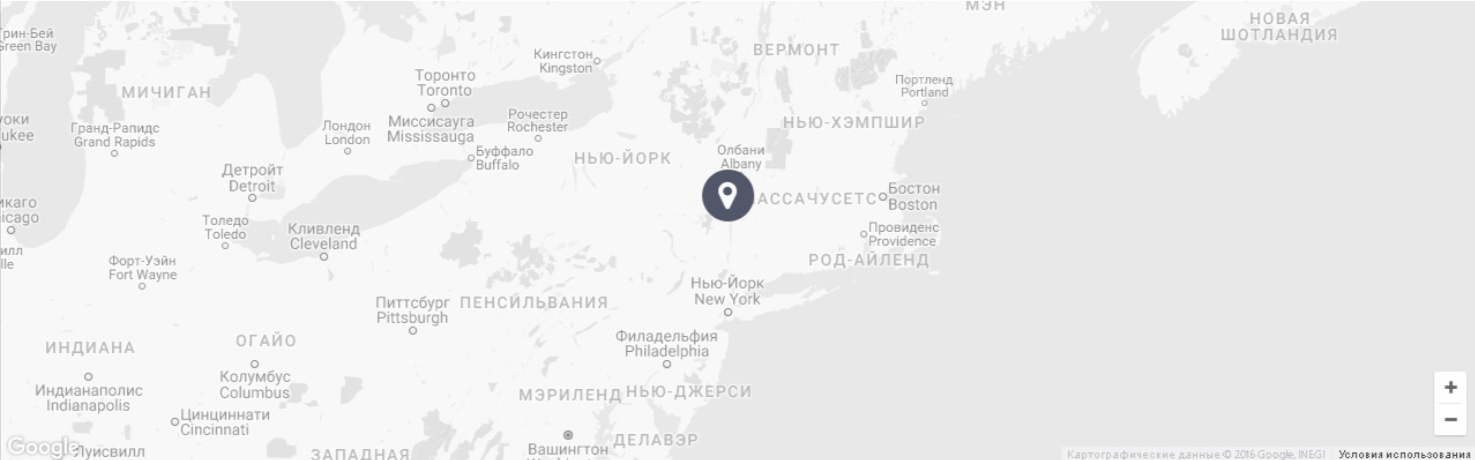 МЭН
НОВАЯ
ШОТЛАНДИЯ
Грин-Бей
Green Bay
Кингстон
Kingston
ВЕРМОНТ
Торонто
Toronto
Портленд
Portland
МИЧИГАН
Миссисауга
Mississauga
Рочестер
Rochester
НЬЮ-ХЭМПШИР
уоки
ukee
Гранд-Рапидс
Grand Rapids
Лондон
London
Буффало
Buffalo
НЬЮ-ЙОРК
Олбани
Albany
Детройт
Detroit
АССАЧУСЕТС
Бостон
Boston
икаго
icago
Толедо
Toledo
Кливленд
Cleveland
Провиденс
Providence
илл
lle
Форт-Уэйн
Fort Wayne
РОД-АЙЛЕНД
Нью-Йорк
New York
Питтсбург
Pittsburgh
ПЕНСИЛЬВАНИЯ
Филадельфия
Philadelphia
ИНДИАНА
ОГАЙО
Колумбус
Columbus
Индианаполис
Indianapolis
МЭРИЛЕНД
НЬЮ-ДЖЕРСИ
Цинциннати
Cincinnati
Вашингтон
ДЕЛАВЭР
Google
Луисвилл
ЗАПАДНАЯ
+
−
Картографические данные © 2016 Google, INEGI
Условия использования